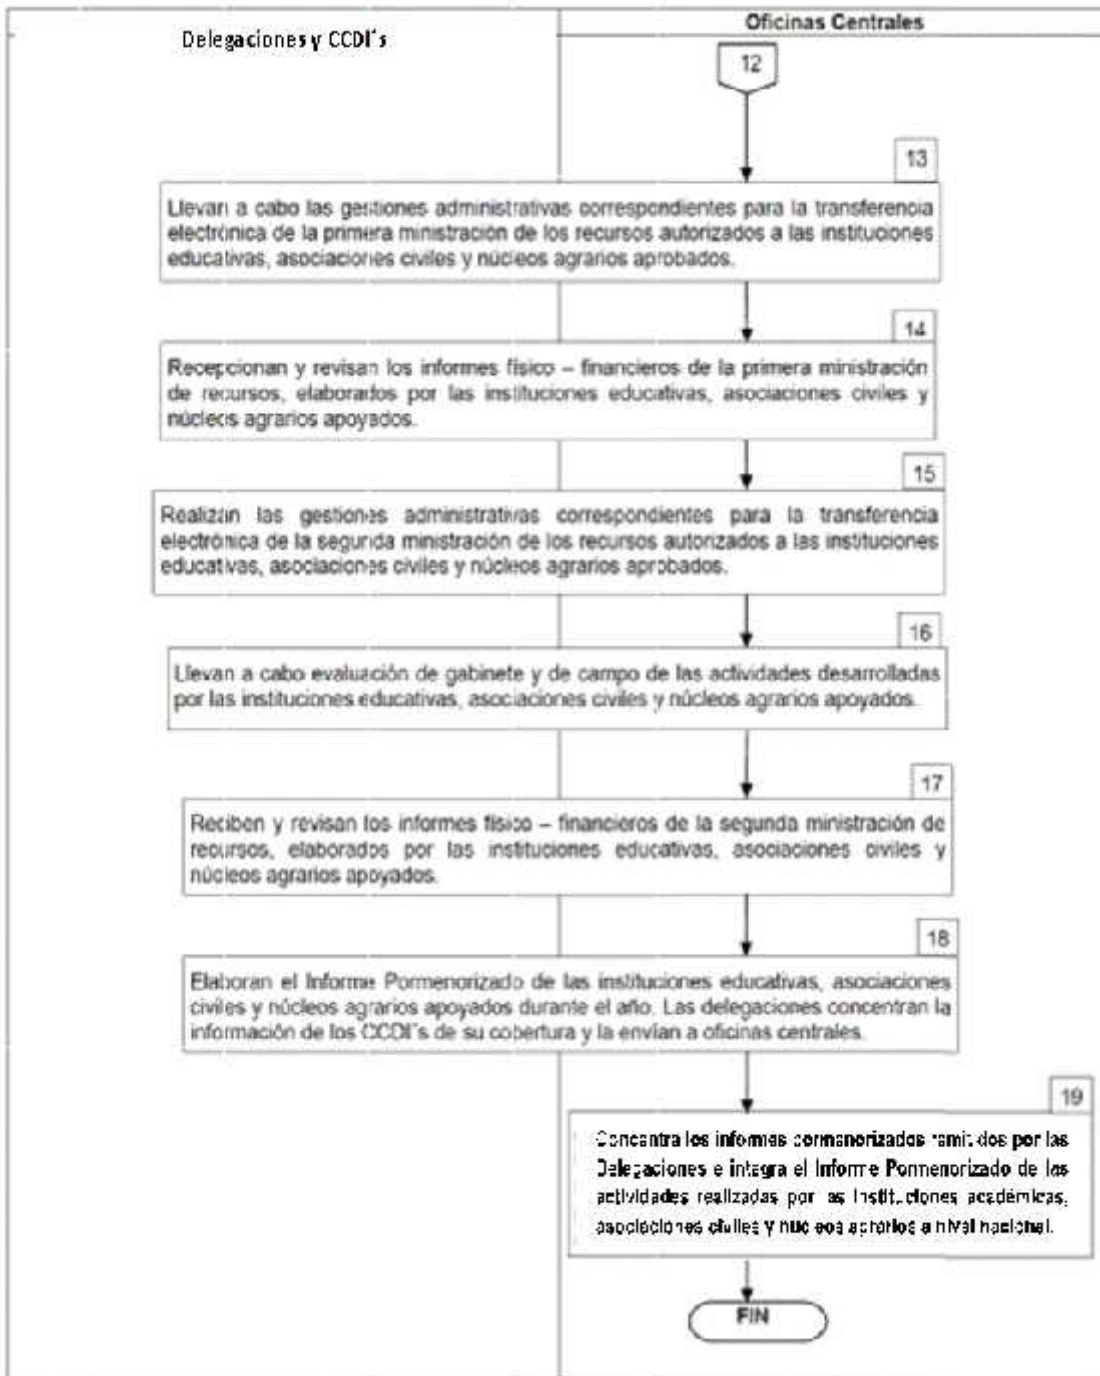 Delegaciones y CCDI´s
Oficinas Centrales
12
13
Llevan a cabo las gestiones administrativas correspondientes para la transferencia
electrónica de la primera ministración de los recursos autorizados a las instituciones
educativas, asociaciones civiles y núcleos agrarios aprobados.
14
Recepcionan y revisan los informes físico – financieros de la primera ministración
de recursos, elaborados por las instituciones educativas, asociaciones civiles y
núcleos agrarios apoyados.
15
Realizan las gestiones administrativas correspondientes para la transferencia
electrónica de la segunda ministración de los recursos autorizados a las instituciones
educativas, asociaciones civiles y núcleos agrarios aprobados.
16
Llevan a cabo evaluación de gabinete y de campo de las actividades desarrolladas
por las instituciones educativas, asociaciones civiles y núcleos agrarios apoyados.
17
Reciben y revisan los informes físico – financieros de la segunda ministración de
recursos, elaborados por las instituciones educativas, asociaciones civiles y
núcleos agrarios apoyados.
18
Elaboran el Informe Pormenorizado de las instituciones educativas, asociaciones
civiles y núcleos agrarios apoyados durante el año. Las delegaciones concentran la
información de los CCDI´s de su cobertura y la envían a oficinas centrales.
19
Concentra los informes pormenorizados remitidos por las
Delegaciones e integra el Informe Pormenorizado de las
actividades realizadas por las instituciones académicas,
asociaciones civiles y núcleos agrarios a nivel nacional.
FIN